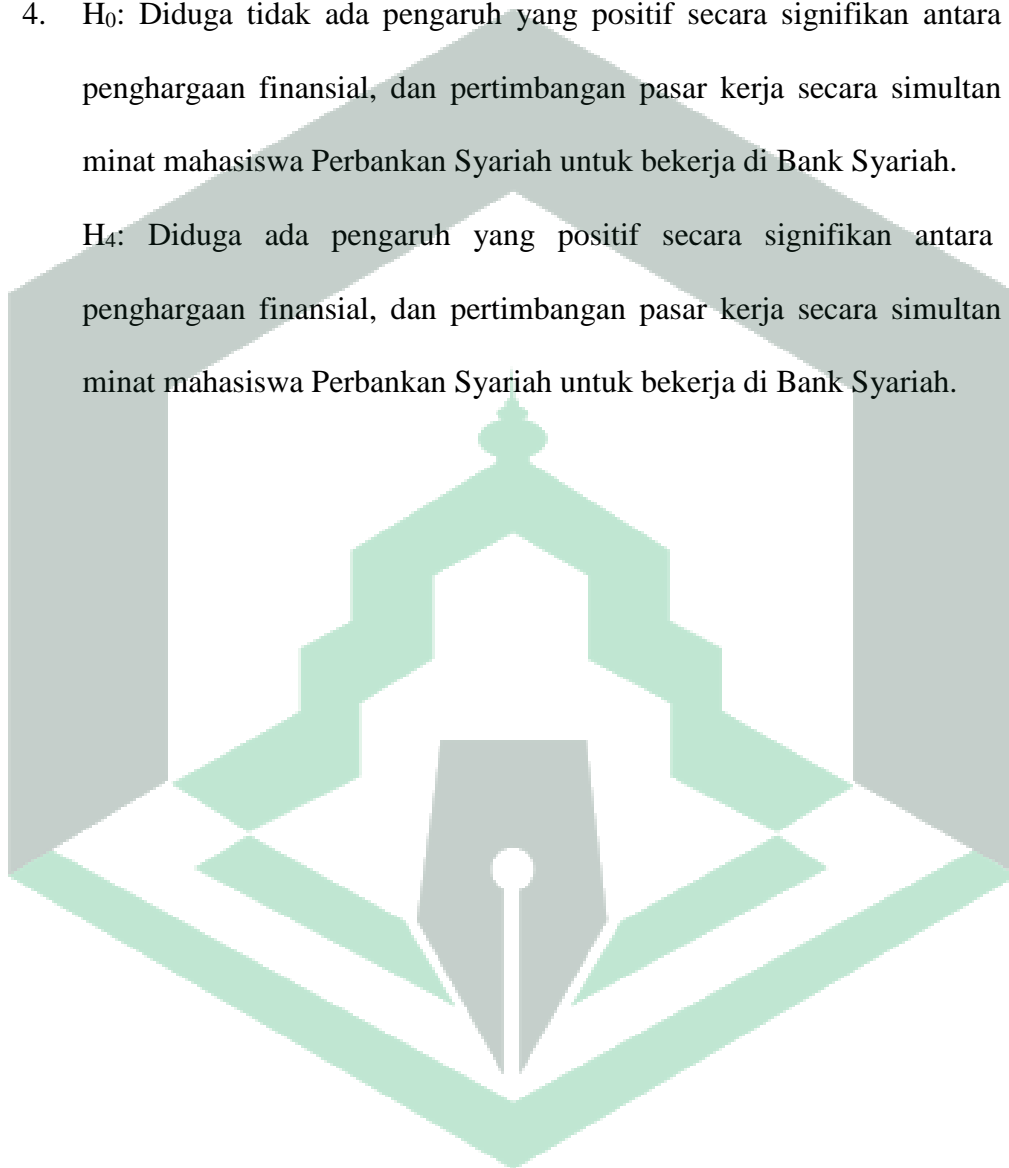 4. H0: Diduga tidak ada pengaruh yang positif secara signifikan antara
penghargaan finansial, dan pertimbangan pasar kerja secara simultan
minat mahasiswa Perbankan Syariah untuk bekerja di Bank Syariah.
H4: Diduga ada pengaruh yang positif secara signifikan antara
penghargaan finansial, dan pertimbangan pasar kerja secara simultan
minat mahasiswa Perbankan Syariah untuk bekerja di Bank Syariah.